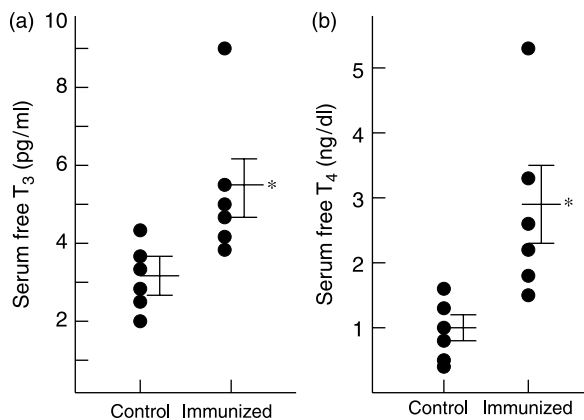 (a)
10
8
6
4
2
Serum free T3 (pg/ml)
Control Immunized
*
(b)
5
4
3
2
1
Serum free T4 (ng/dl)
Control Immunized
*